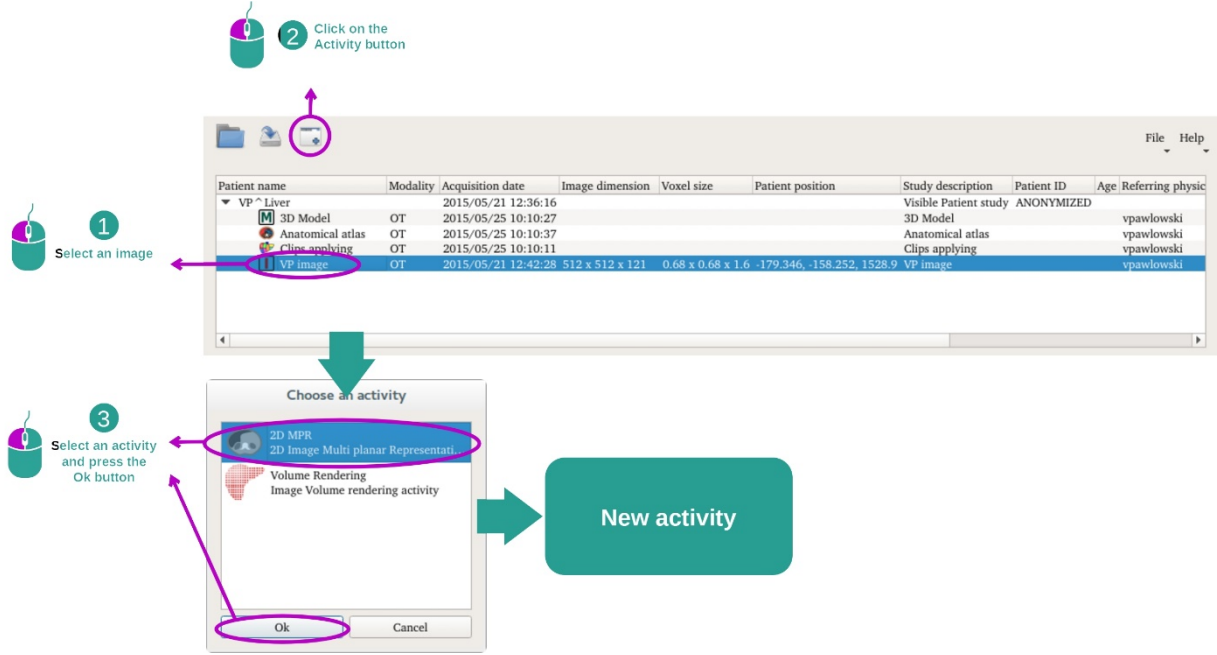 2 Click on the
Activity button
File Help
Patient name Modality Acquisition date Image dimension Voxel size Patient position Study description Patient ID Age Referring physic
VP^Liver 2015/05/21 12:36:16 Visible Patient study ANONYMIZED
M 3D Model OT 2015/05/25 10:10:27 3D Model vpawlowski
Anatomical atlas OT 2015/05/25 10:10:37 Anatomical atlas vpawlowski
Clips applying OT 2015/05/25 10:10:11 Clips applying vpawlowski
I VP image OT 2015/05/21 12:42:28 512 x 512 x 121 0.68 x 0.68 x 1.6 -179.346, -158.252, 1528.9 VP image vpawlowski
1
Select an image
Choose an activity
2D MPR
2D Image Multi planar Representati..
Volume Rendering
Image Volume rendering activity
Ok Cancel
3
Select an activity
and press the
Ok button
New activity